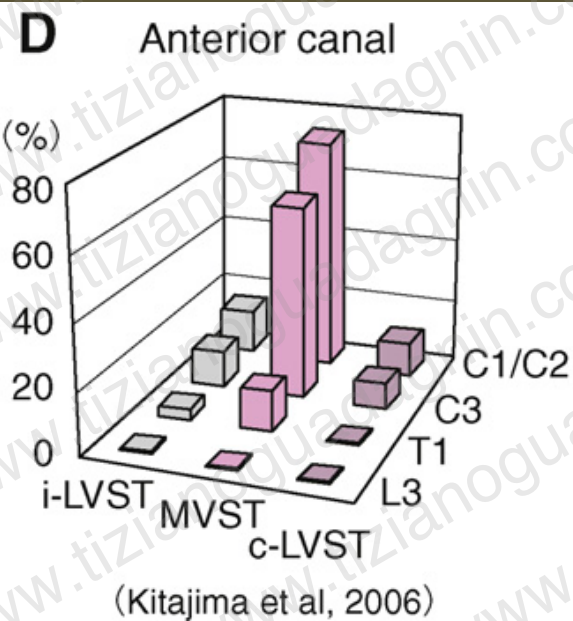 D Anterior canal
(%)
80
60
40
20
0
C1/C2
C3
T1
L3
i-LVST
MVST
c-LVST
(Kitajima et al, 2006)
www.tizianoguadagnin.com